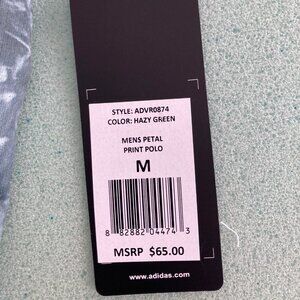 STYLE: ADVR0874
COLOR: HAZY GREEN
MENS PETAL
PRINT POLO
M
8 82882 04474 3
MSRP $65.00
www.adidas.com